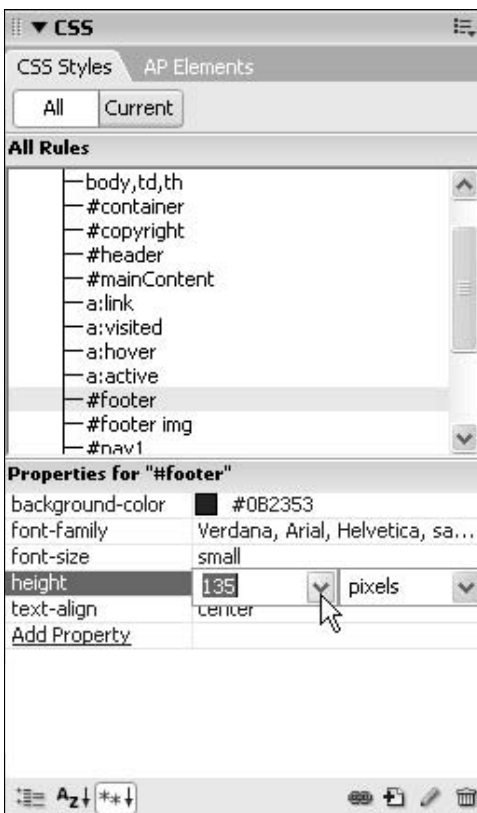 CSS
CSS Styles AP Elements
All Current
All Rules
body,td,th
#container
#copyright
#header
#mainContent
a:link
a:visited
a:hover
a:active
#footer
#footer img
#nav1
Properties for "#footer"
background-color #0B2353
font-family Verdana, Arial, Helvetica, sa...
font-size small
height 135 pixels
text-align center
Add Property